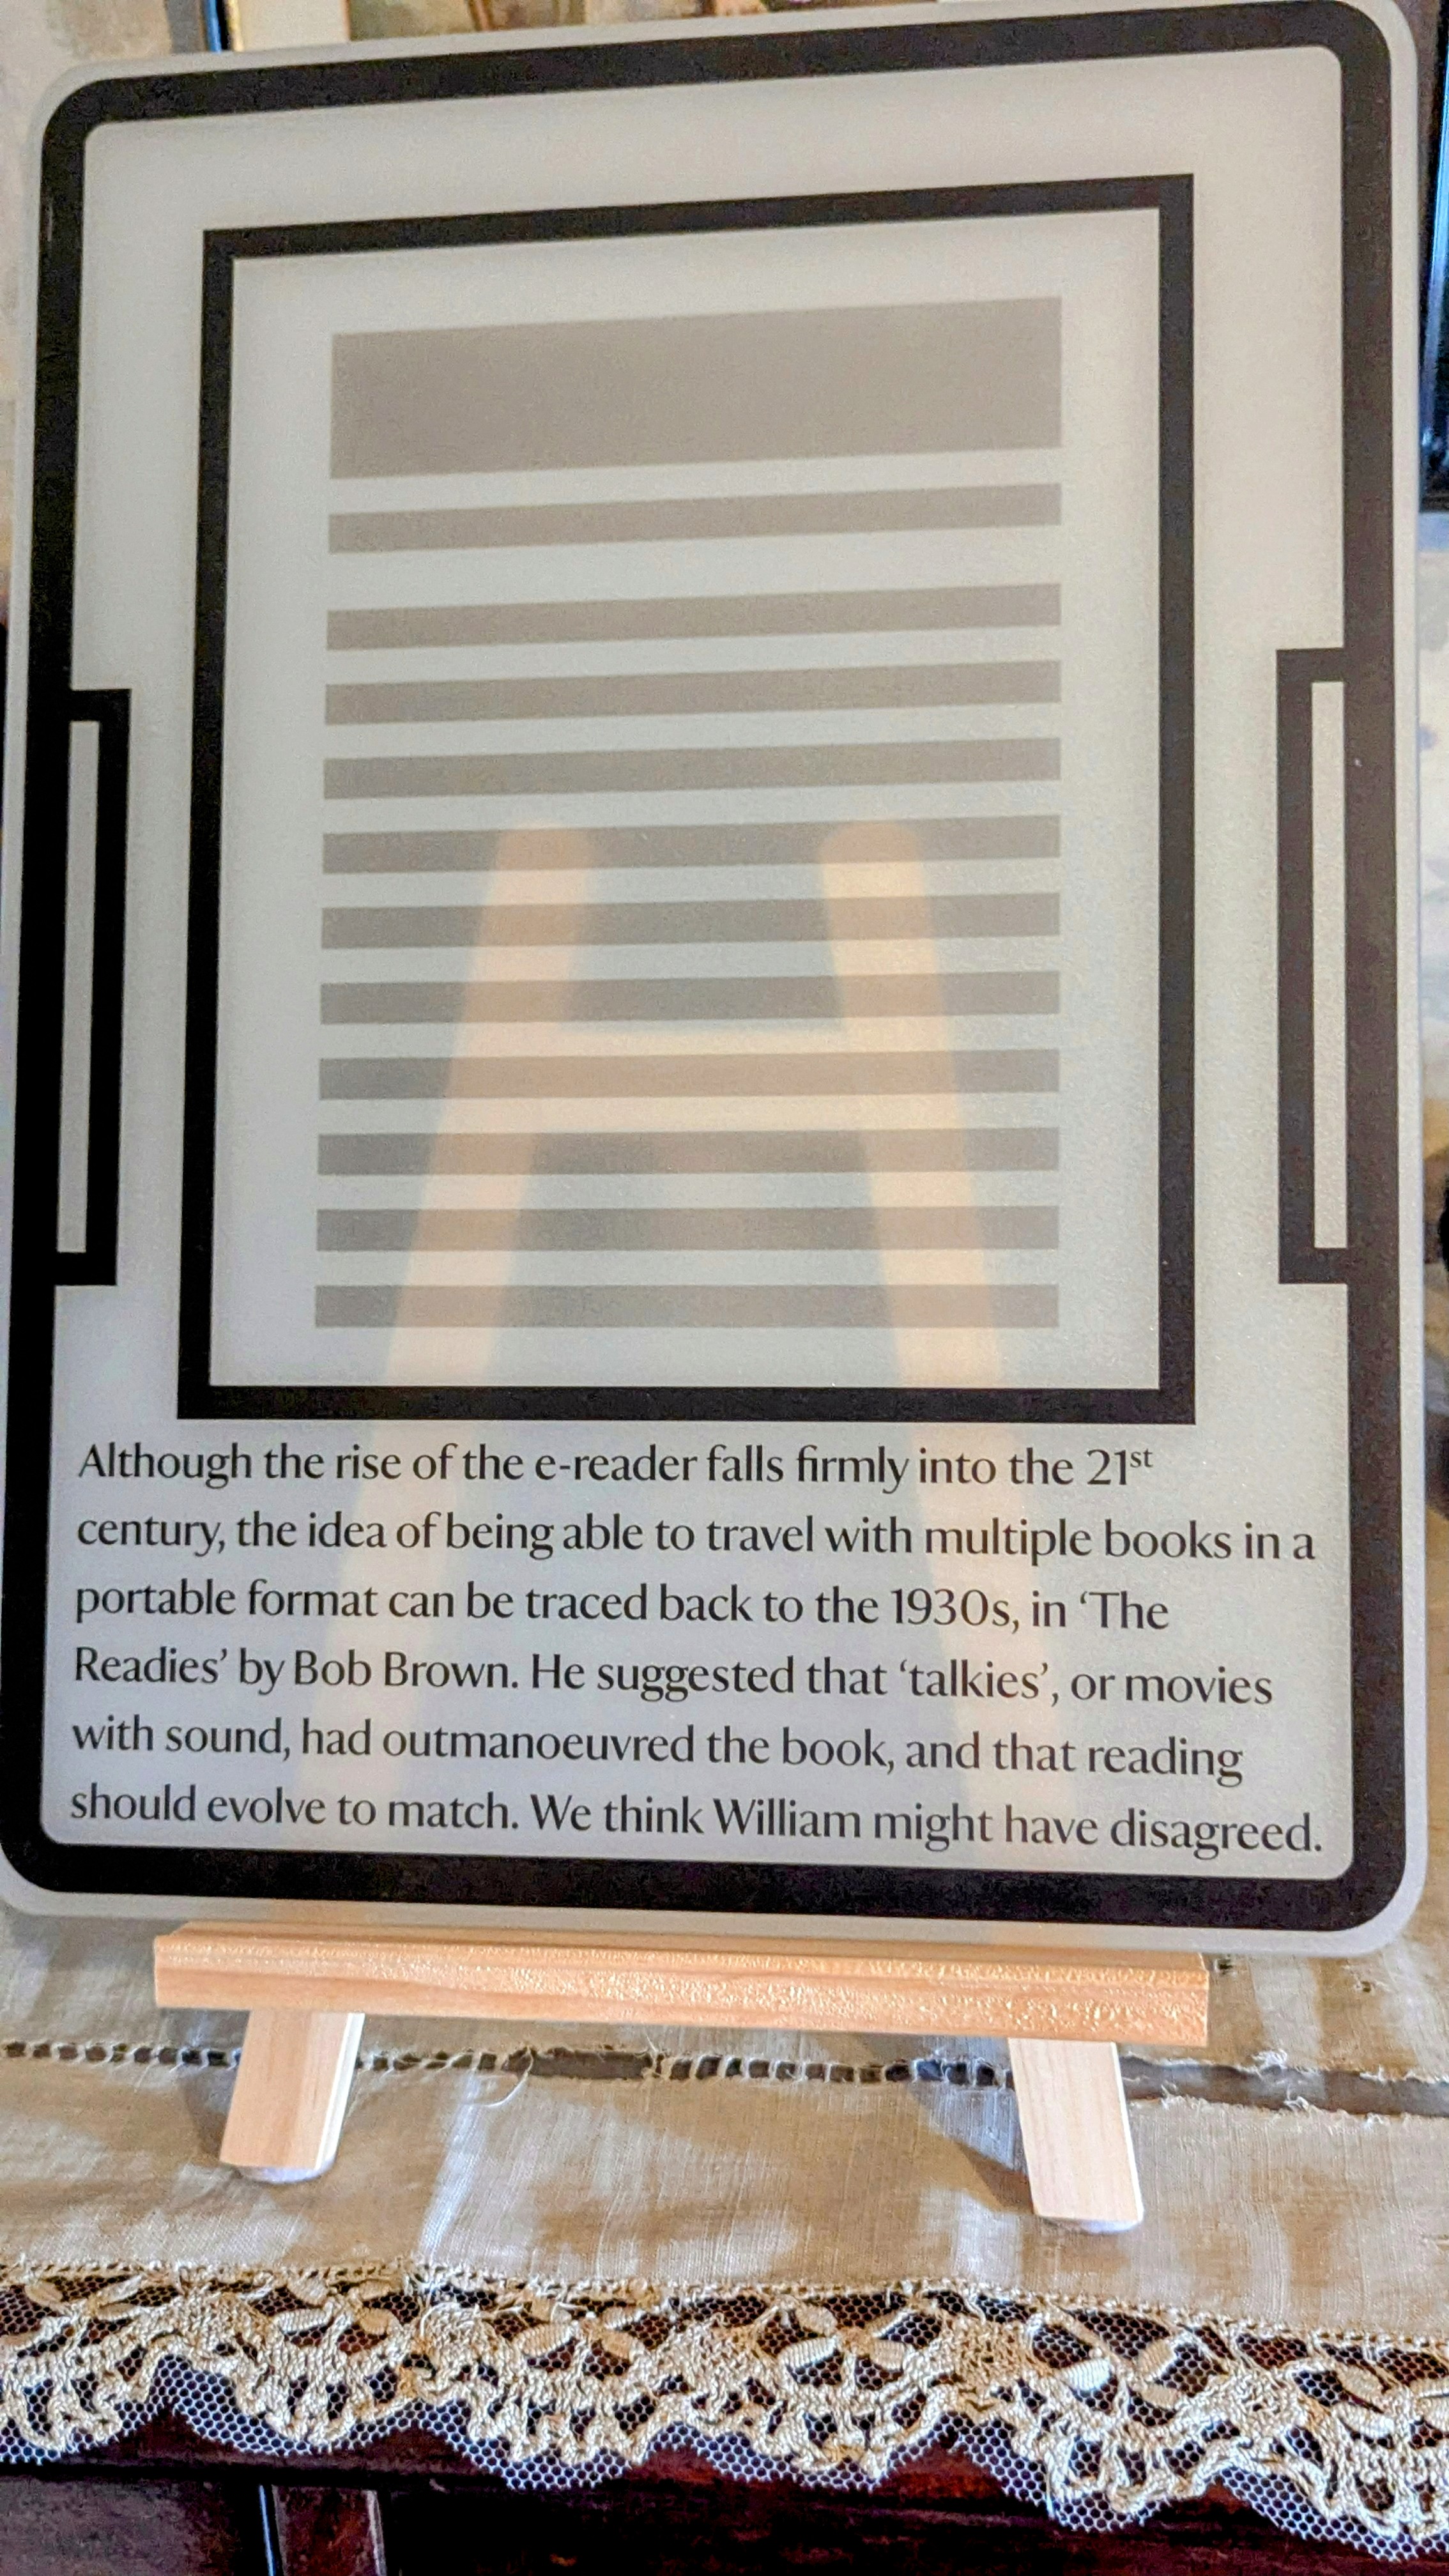 Although the rise of the e-reader falls firmly into the 21st
century, the idea of being able to travel with multiple books in a
portable format can be traced back to the 1930s, in ‘The
Readies’ by Bob Brown. He suggested that ‘talkies’, or movies
with sound, had outmanoeuvred the book, and that reading
should evolve to match. We think William might have disagreed.